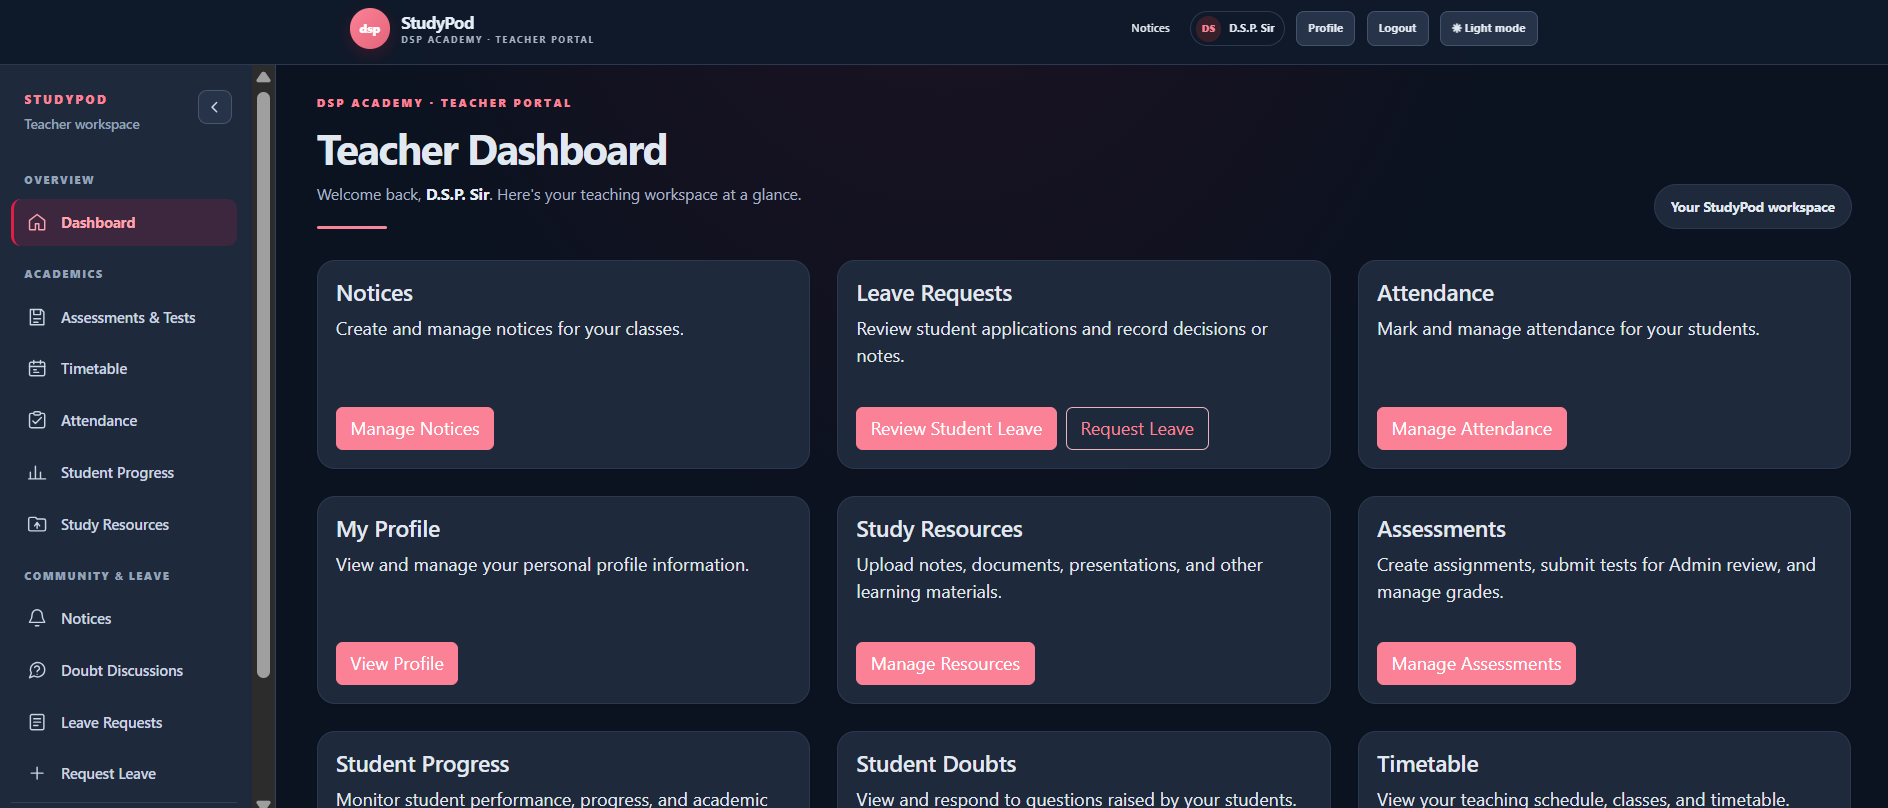 dsp
StudyPod
DSP ACADEMY · TEACHER PORTAL
Notices
DS
D.S.P. Sir
Profile
Logout
Light mode
STUDYPOD
Teacher workspace
OVERVIEW
Dashboard
ACADEMICS
Assessments & Tests
Timetable
Attendance
Student Progress
Study Resources
COMMUNITY & LEAVE
Notices
Doubt Discussions
Leave Requests
Request Leave
DSP ACADEMY · TEACHER PORTAL
Teacher Dashboard
Welcome back, D.S.P. Sir. Here's your teaching workspace at a glance.
Your StudyPod workspace
Notices
Create and manage notices for your classes.
Manage Notices
Leave Requests
Review student applications and record decisions or
notes.
Review Student Leave
Request Leave
Attendance
Mark and manage attendance for your students.
Manage Attendance
My Profile
View and manage your personal profile information.
View Profile
Study Resources
Upload notes, documents, presentations, and other
learning materials.
Manage Resources
Assessments
Create assignments, submit tests for Admin review, and
manage grades.
Manage Assessments
Student Progress
Monitor student performance, progress, and academic
Student Doubts
View and respond to questions raised by your students.
Timetable
View your teaching schedule, classes, and timetable.